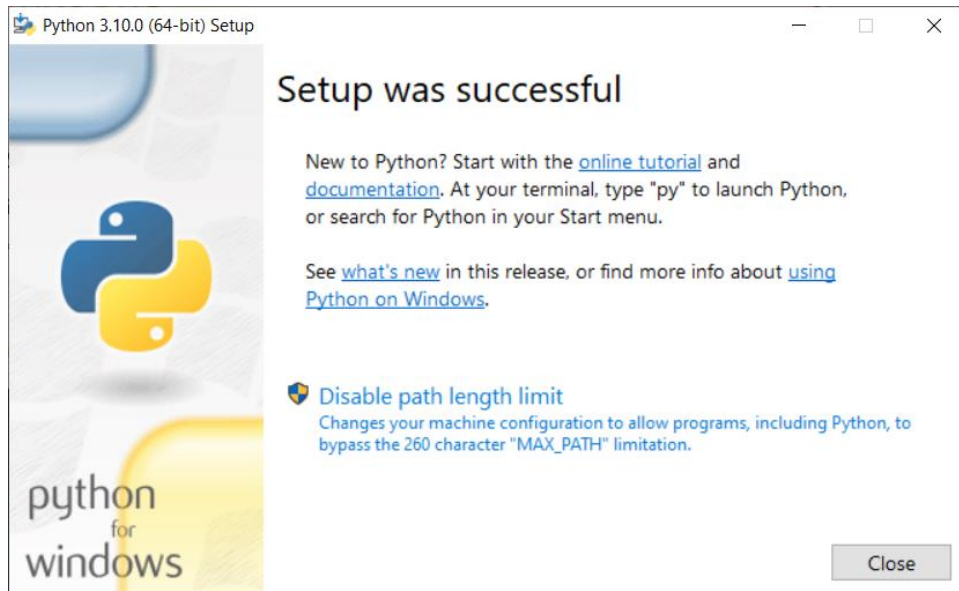 Python 3.10.0 (64-bit) Setup
Setup was successful
New to Python? Start with the online tutorial and
documentation. At your terminal, type "py" to launch Python,
or search for Python in your Start menu.
See what's new in this release, or find more info about using
Python on Windows.
Disable path length limit
Changes your machine configuration to allow programs, including Python, to
bypass the 260 character "MAX_PATH" limitation.
python
for
windows
Close